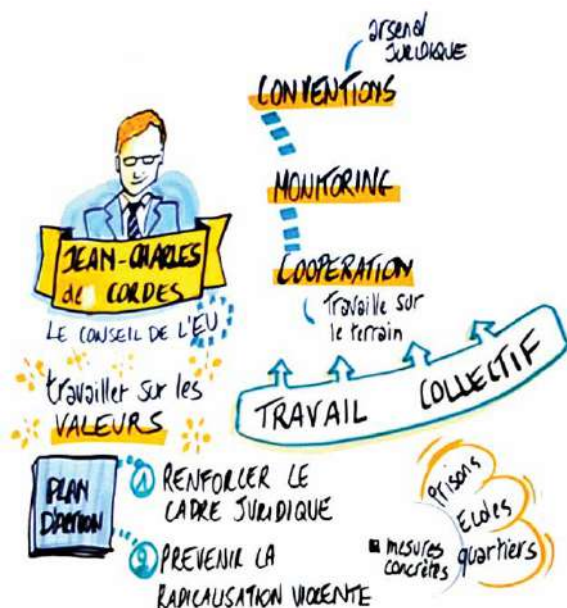 arsenal
JURIDIQUE
CONVENTIONS
MONITORING
COOPERATION
travaille sur
le terrain
JEAN-CHARLES
de CORDES
LE CONSEIL DE L'EU
travailler sur les
VALEURS
TRAVAIL COLLECTIF
PLAN
D'ACTION
1 RENFORCER LE
CADRE JURIDIQUE
2 PREVENIR LA
RADICALISATION VIOLENTE
mesures
concrètes
Prisons
Ecoles
quartiers